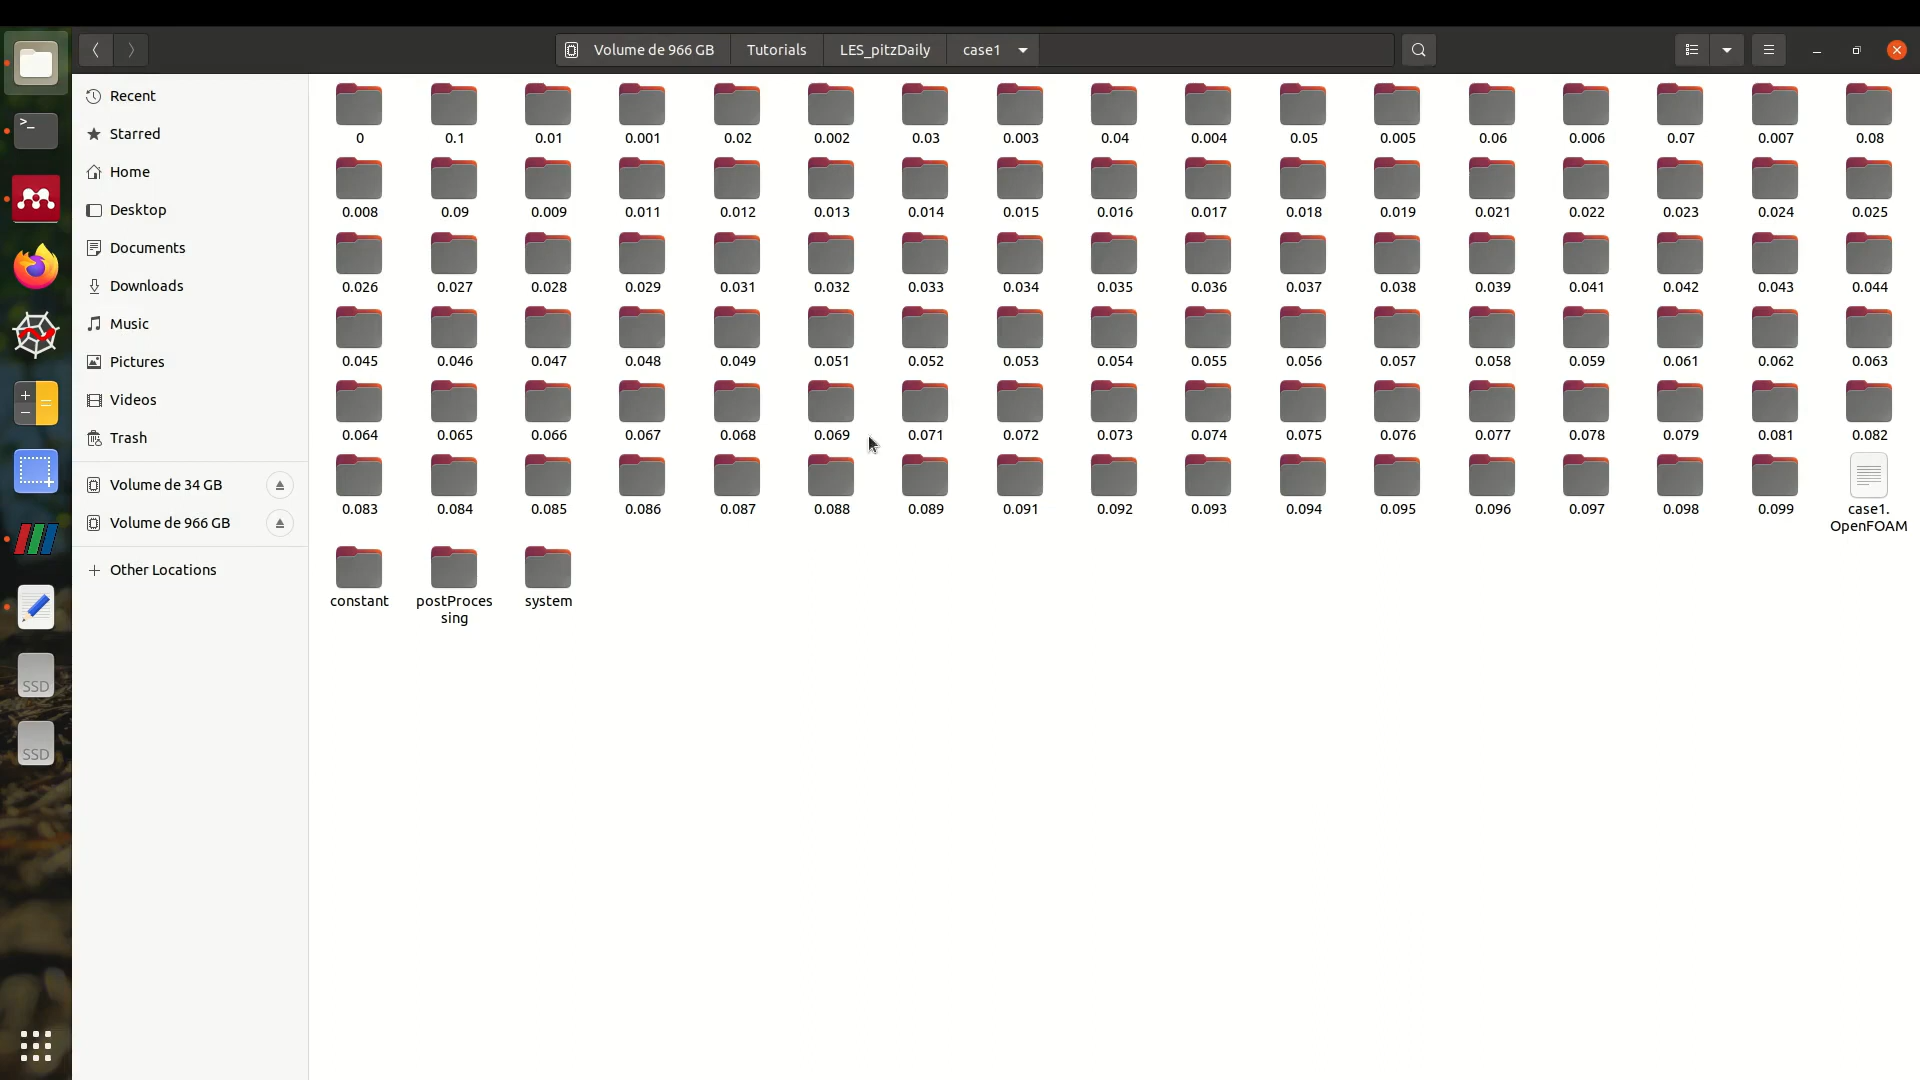 Volume de 966 GB Tutorials LES_pitzDaily case1
Recent
Starred
Home
Desktop
Documents
Downloads
Music
Pictures
Videos
Trash
Volume de 34 GB
Volume de 966 GB
Other Locations
0 0.1 0.01 0.001 0.02 0.002 0.03 0.003 0.04 0.004 0.05 0.005 0.06 0.006 0.07 0.007 0.08
0.008 0.09 0.009 0.011 0.012 0.013 0.014 0.015 0.016 0.017 0.018 0.019 0.021 0.022 0.023 0.024 0.025
0.026 0.027 0.028 0.029 0.031 0.032 0.033 0.034 0.035 0.036 0.037 0.038 0.039 0.041 0.042 0.043 0.044
0.045 0.046 0.047 0.048 0.049 0.051 0.052 0.053 0.054 0.055 0.056 0.057 0.058 0.059 0.061 0.062 0.063
0.064 0.065 0.066 0.067 0.068 0.069 0.071 0.072 0.073 0.074 0.075 0.076 0.077 0.078 0.079 0.081 0.082
0.083 0.084 0.085 0.086 0.087 0.088 0.089 0.091 0.092 0.093 0.094 0.095 0.096 0.097 0.098 0.099 case1.
OpenFOAM
constant postProces system
sing
SSD
SSD